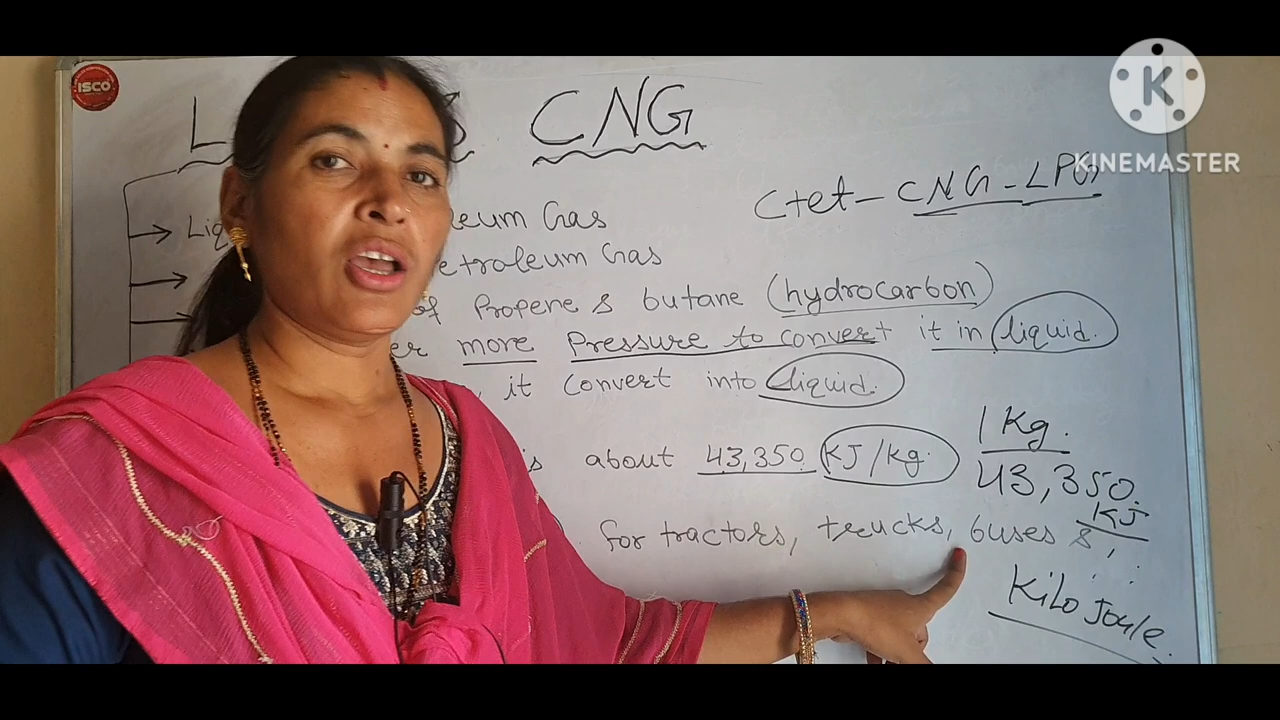 ISCO
K
KINEMASTER
L CNG
Ctet - CNG - LPG
Liq leum Gas
etroleum Gas
of Propene & butane (hydrocarbon)
er more Pressure to convert it in liquid.
, it convert into liquid.
is about 43,350 KJ/kg.
1 Kg.
43,350.
KJ
for tractors, trucks, buses &,
Kilo joule.